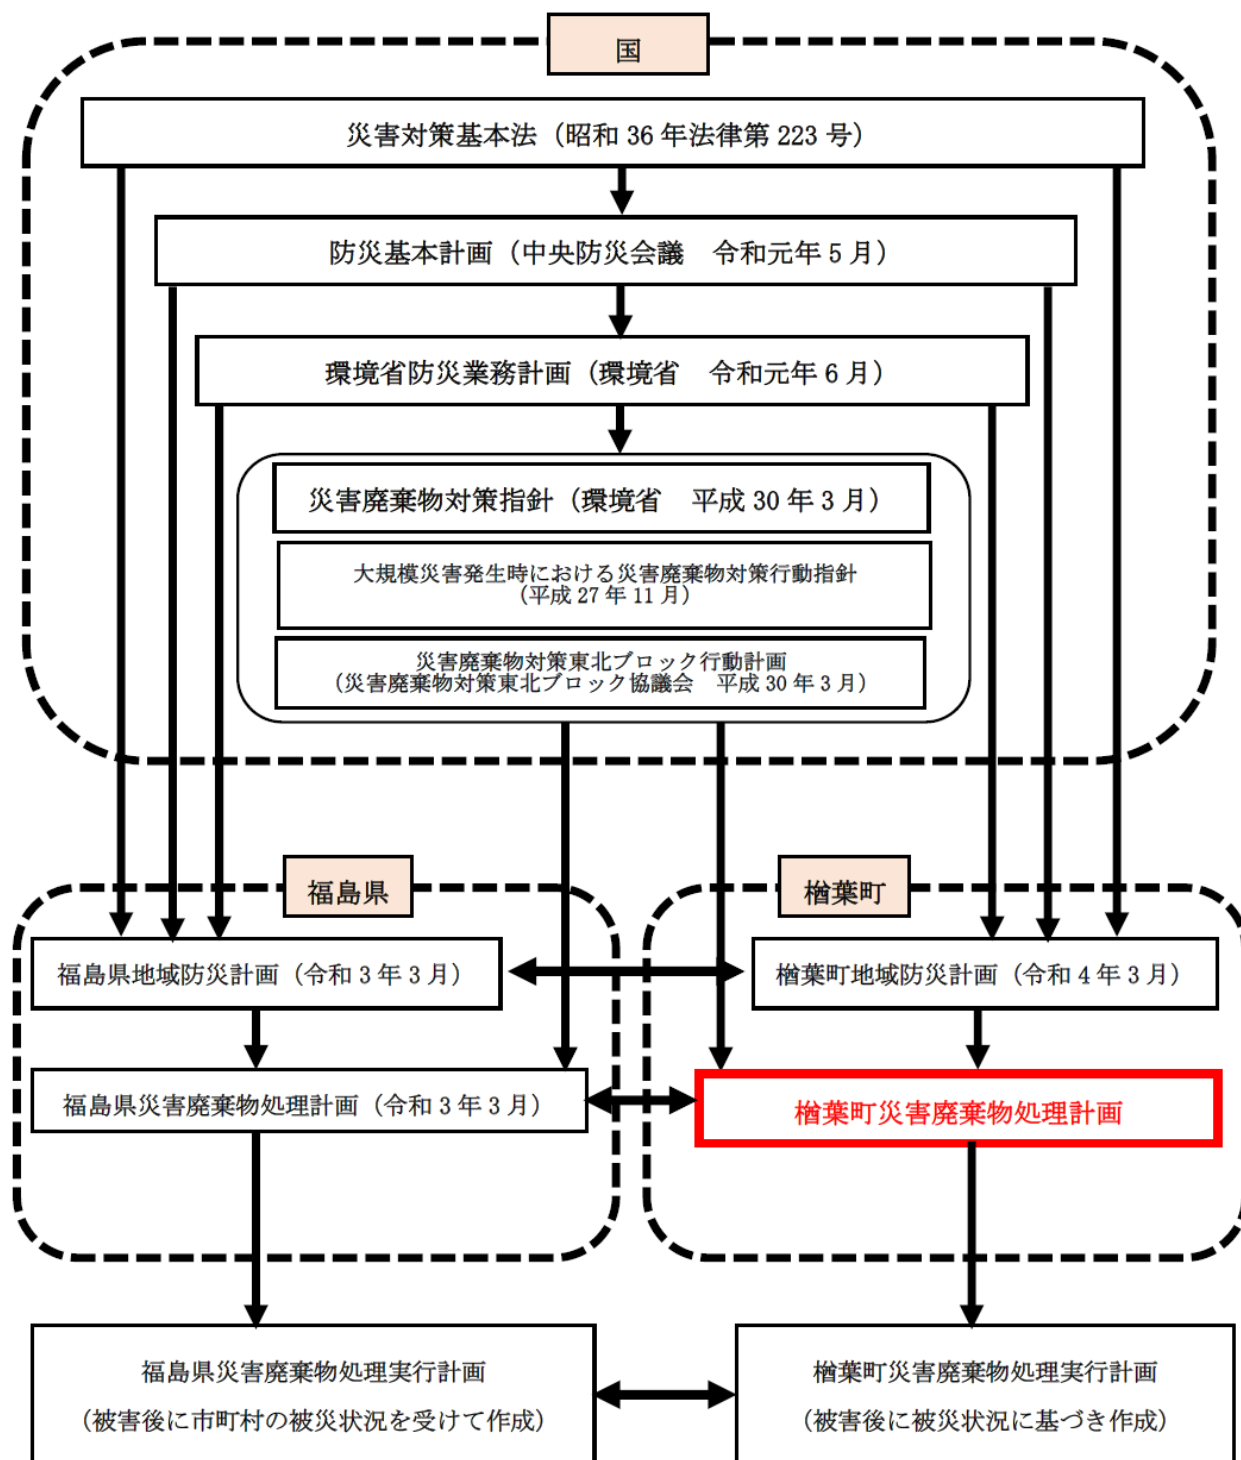 国
災害対策基本法（昭和 36 年法律第 223 号）
防災基本計画（中央防災会議　令和元年 5 月）
環境省防災業務計画（環境省　令和元年 6 月）
災害廃棄物対策指針（環境省　平成 30 年 3 月）
大規模災害発生時における災害廃棄物対策行動指針
（平成 27 年 11 月）
災害廃棄物対策東北ブロック行動計画
（災害廃棄物対策東北ブロック協議会　平成 30 年 3 月）
福島県
楢葉町
福島県地域防災計画（令和 3 年 3 月）
楢葉町地域防災計画（令和 4 年 3 月）
福島県災害廃棄物処理計画（令和 3 年 3 月）
楢葉町災害廃棄物処理計画
福島県災害廃棄物処理実行計画
（被害後に市町村の被災状況を受けて作成）
楢葉町災害廃棄物処理実行計画
（被害後に被災状況に基づき作成）